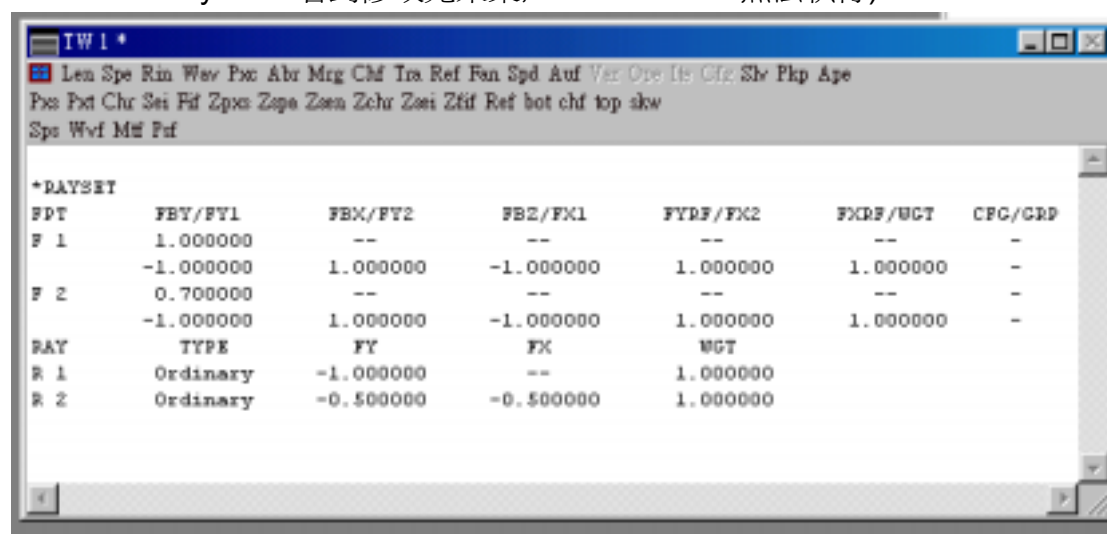 TW 1 *
Len Spe Rin Wav Pxc Abr Mrg Chf Tra Ref Fan Spd Auf Var Ope Ite Cfg Slv Pkp Ape
Pxs Pxt Chr Sei Fif Zpxs Zspa Zsen Zchr Zsei Zfif Ref bot chf top skw
Sps Wvf Mtf Psf
*RAYSET
FPT FBY/FY1 FBX/FY2 FBZ/FX1 FYRF/FX2 FXRF/WGT CFG/GRP
F 1 1.000000 -- -- -- -- -
-1.000000 1.000000 -1.000000 1.000000 1.000000 -
F 2 0.700000 -- -- -- -- -
-1.000000 1.000000 -1.000000 1.000000 1.000000 -
RAY TYPE FY FX WGT
R 1 Ordinary -1.000000 -- 1.000000
R 2 Ordinary -0.500000 -0.500000 1.000000